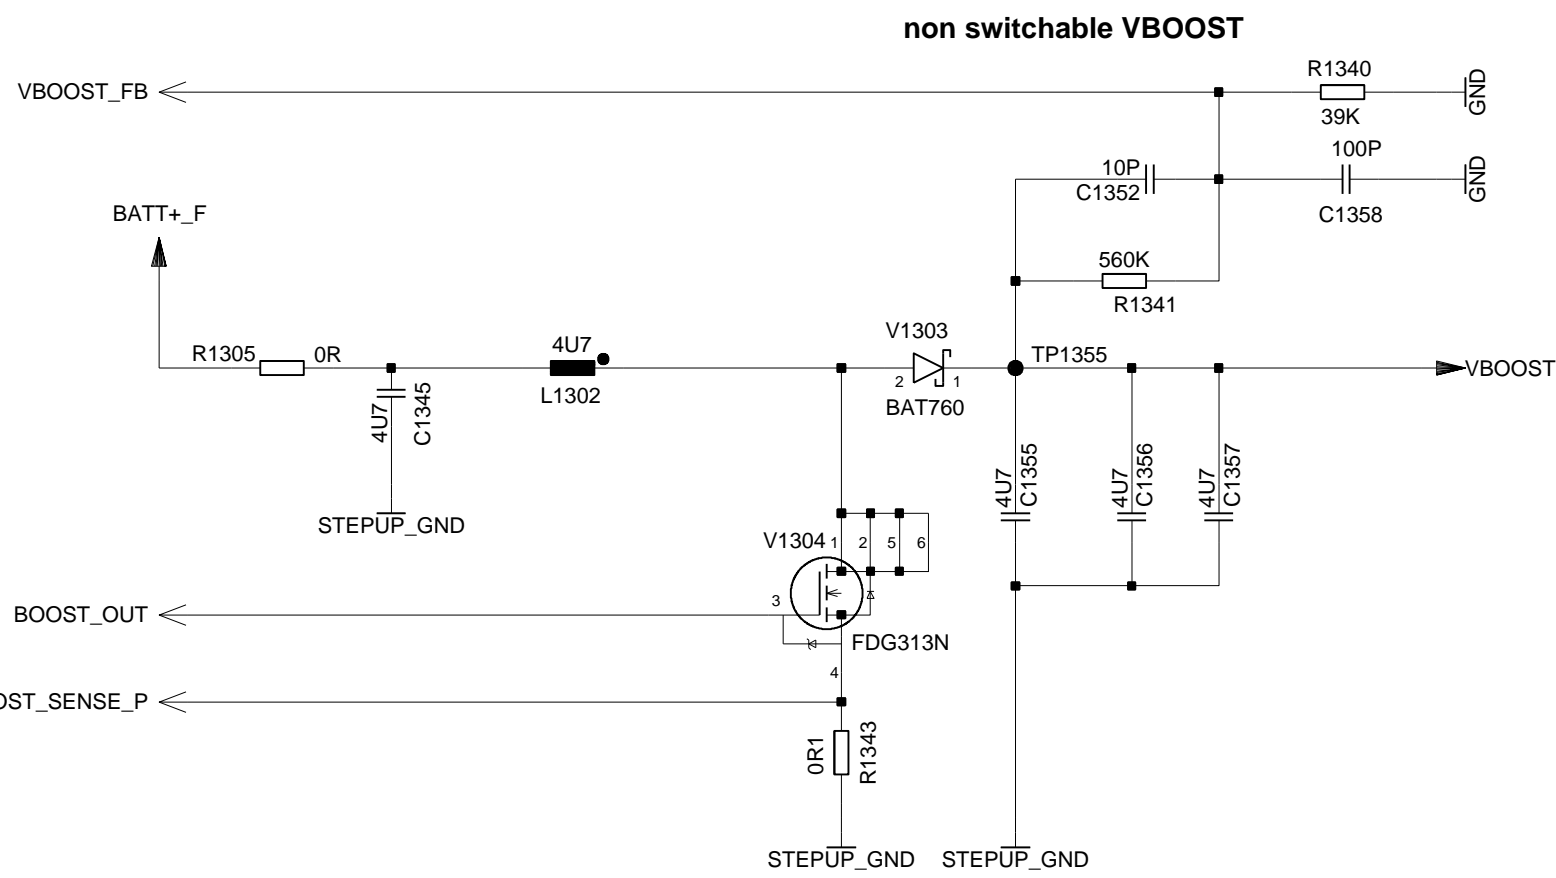 non switchable VBOOST
R1340
VBOOST_FB
GND
39K
100P
10P
C1352
GND
C1358
BATT+_F
560K
R1341
V1303
R1305
0R
4U7
TP1355
VBOOST
2
1
L1302
BAT760
4U7
C1345
4U7
C1355
4U7
C1356
4U7
C1357
STEPUP_GND
V1304
1
2
5
6
3
BOOST_OUT
FDG313N
4
OST_SENSE_P
0R1
R1343
STEPUP_GND
STEPUP_GND